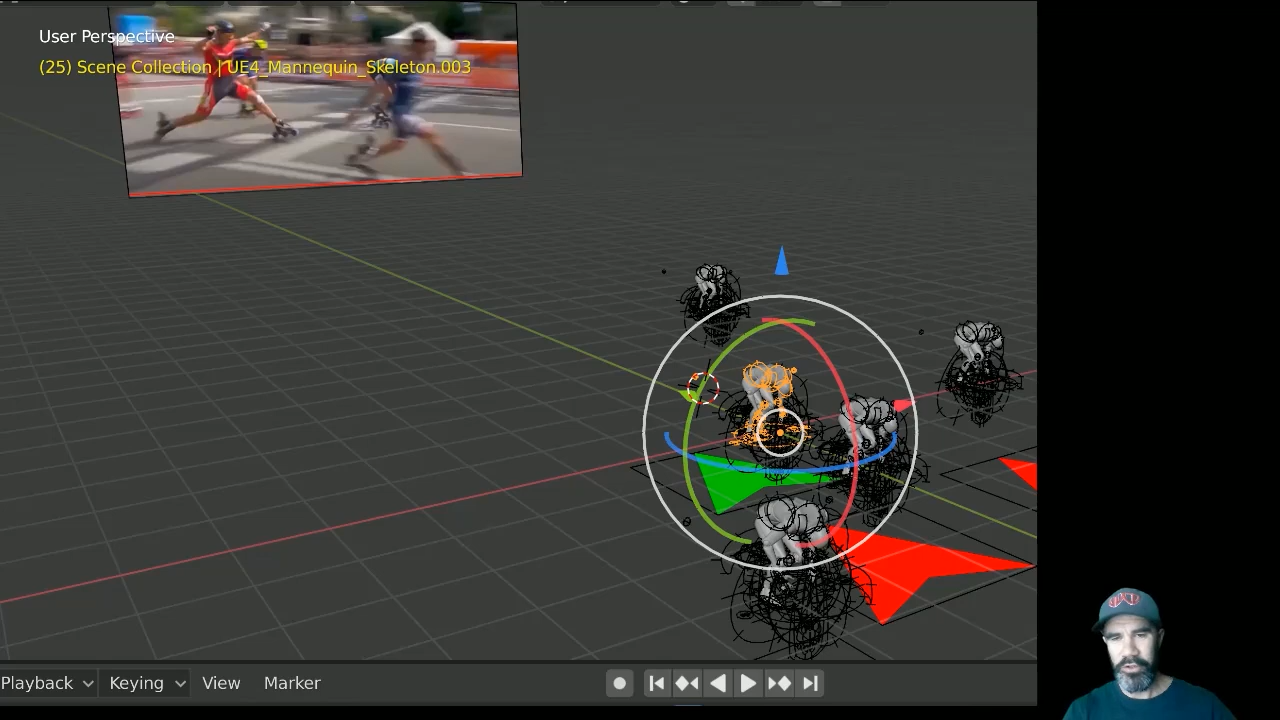 User Perspective
(25) Scene Collection | UE4_Mannequin_Skeleton.003
Playback
Keying
View
Marker